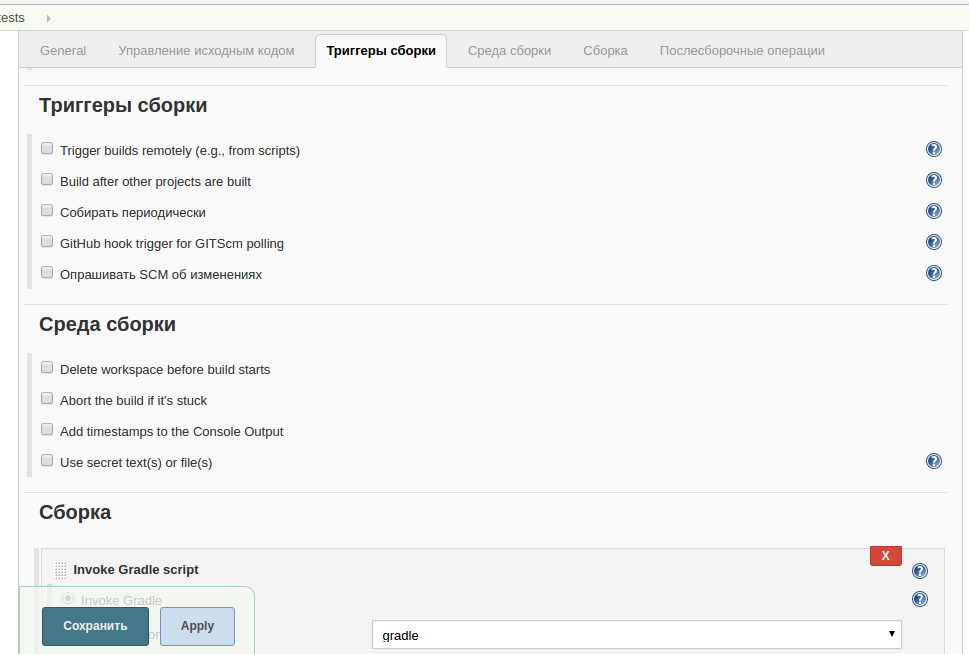 ests
General Управление исходным кодом Триггеры сборки Среда сборки Сборка Послесборочные операции
Триггеры сборки
Trigger builds remotely (e.g., from scripts)
Build after other projects are built
Собирать периодически
GitHub hook trigger for GITScm polling
Опрашивать SCM об изменениях
Среда сборки
Delete workspace before build starts
Abort the build if it's stuck
Add timestamps to the Console Output
Use secret text(s) or file(s)
Сборка
X
Invoke Gradle script
Invoke Gradle
Сохранить Apply
gradle